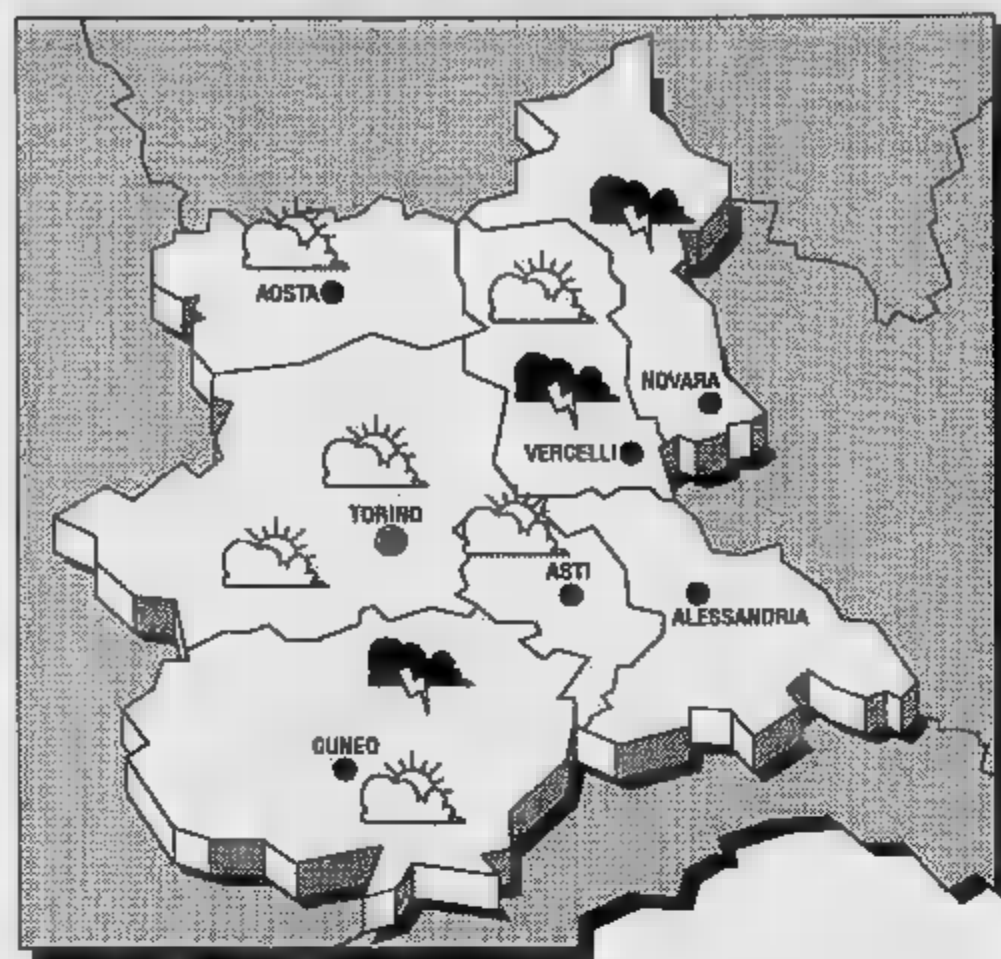 AOSTA
NOVARA
VERCELLI
TORINO
ASTI
ALESSANDRIA
CUNEO